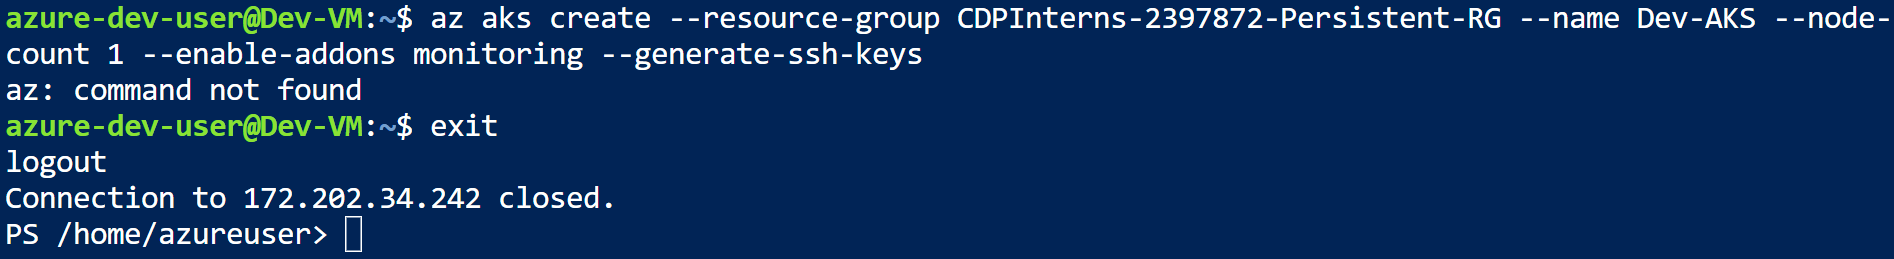 azure-dev-user@Dev-VM:~$ az aks create --resource-group CDPInterns-2397872-Persistent-RG --name Dev-AKS --node-
count 1 --enable-addons monitoring --generate-ssh-keys
az: command not found
azure-dev-user@Dev-VM:~$ exit
logout
Connection to 172.202.34.242 closed.
PS /home/azureuser>